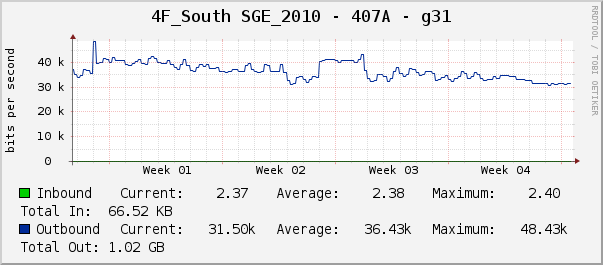 4F_South SGE_2010 - 407A - g31
RRDTOOL / TOBI OETIKER
bits per second
40 k
30 k
20 k
10 k
0
Week 01 Week 02 Week 03 Week 04
Inbound Current: 2.37 Average: 2.38 Maximum: 2.40
Total In: 66.52 KB
Outbound Current: 31.50k Average: 36.43k Maximum: 48.43k
Total Out: 1.02 GB